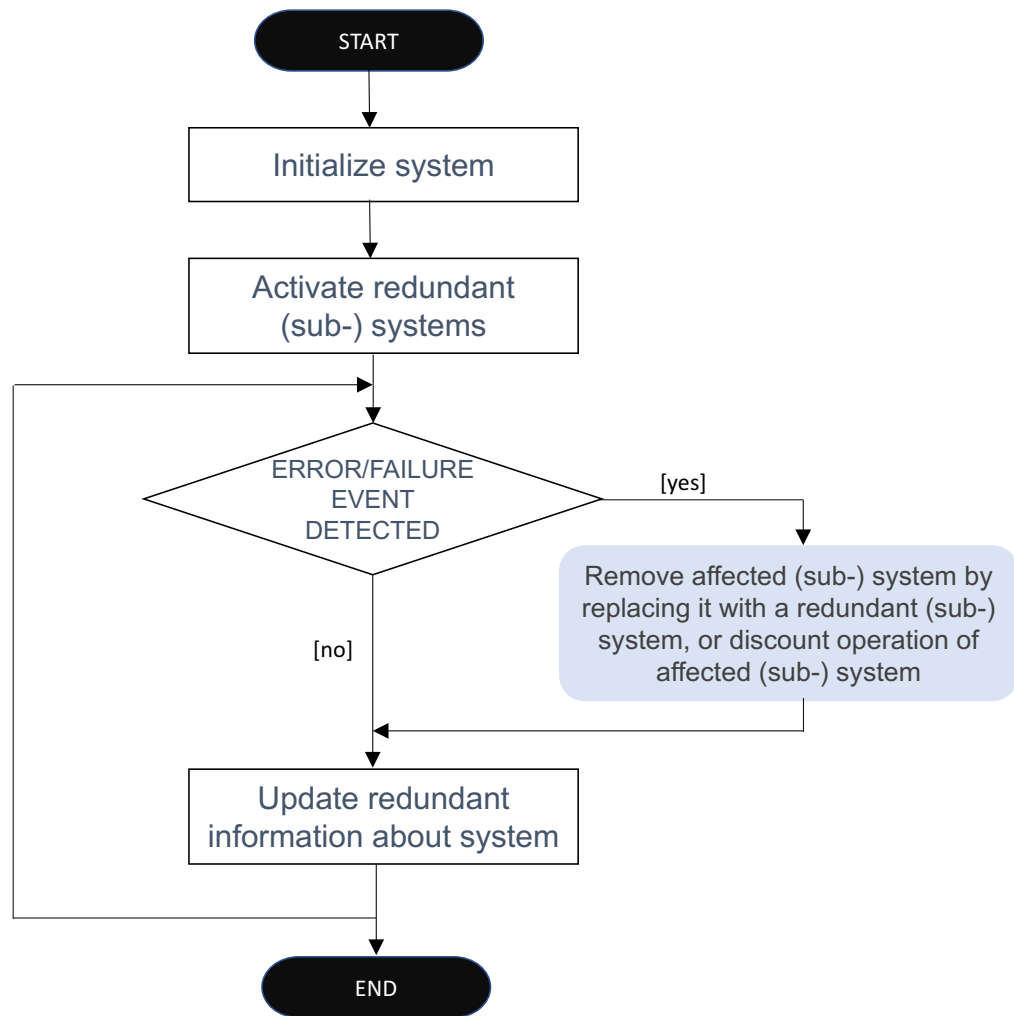 START
Initialize system
Activate redundant
(sub-) systems
ERROR/FAILURE
EVENT
DETECTED
[yes]
Remove affected (sub-) system by
replacing it with a redundant (sub-)
system, or discount operation of
affected (sub-) system
[no]
Update redundant
information about system
END